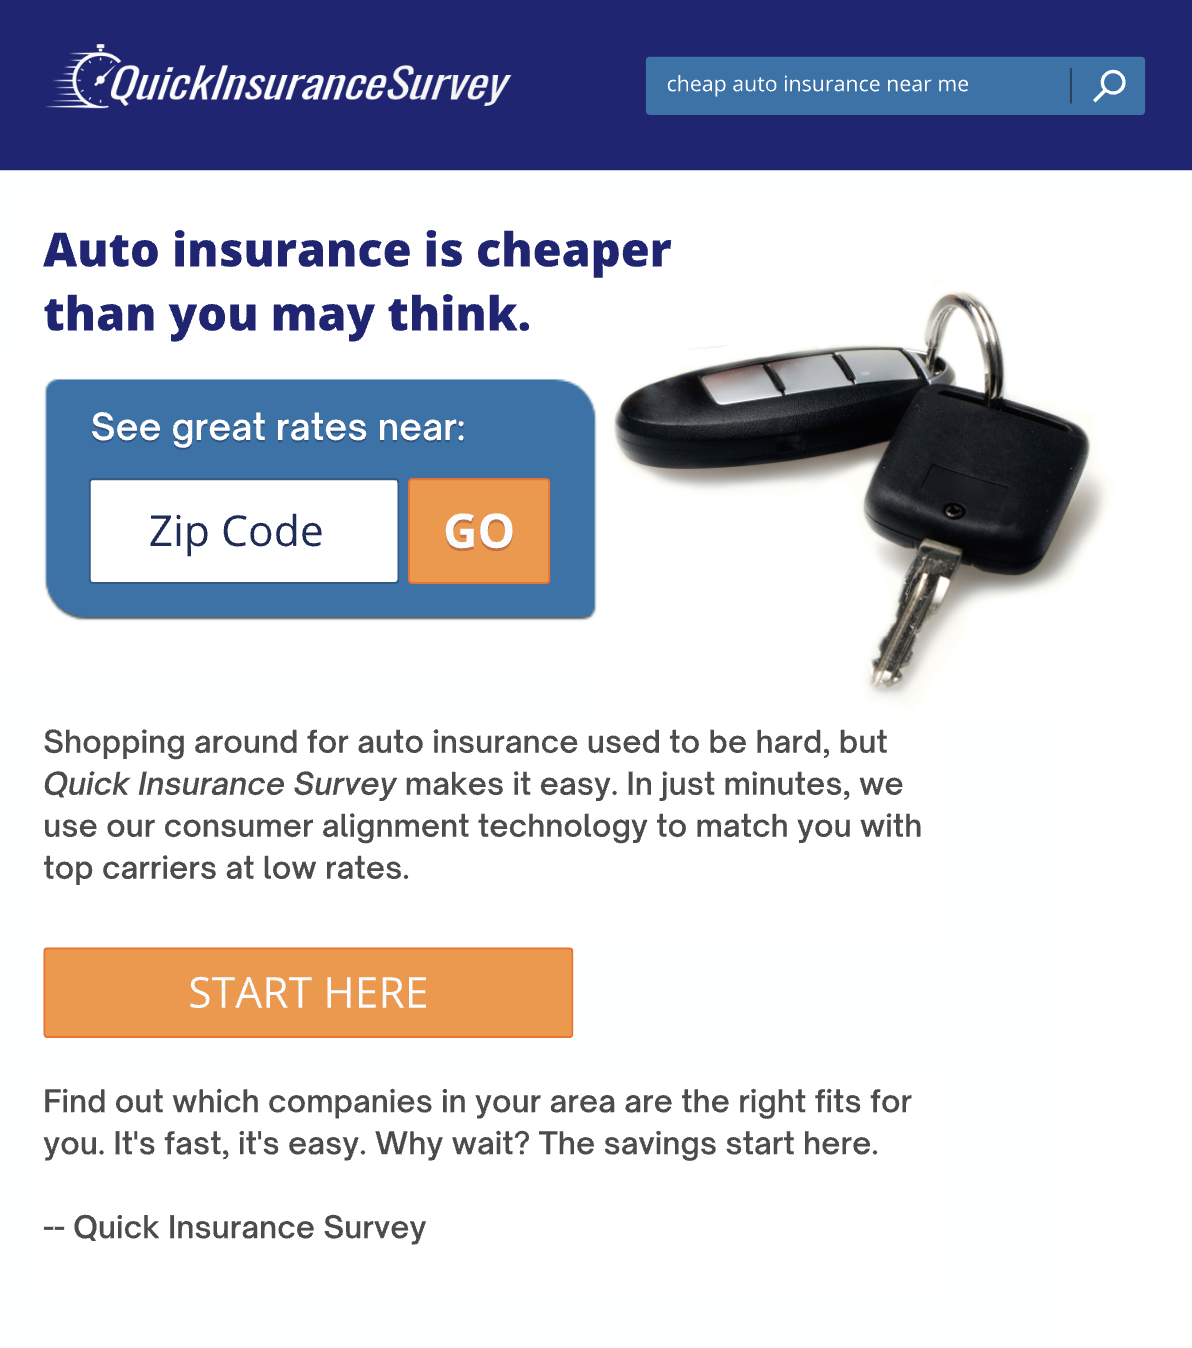 QuickInsuranceSurvey
cheap auto insurance near me
Auto insurance is cheaper
than you may think.
See great rates near:
Zip Code
GO
Shopping around for auto insurance used to be hard, but
Quick Insurance Survey makes it easy. In just minutes, we
use our consumer alignment technology to match you with
top carriers at low rates.
START HERE
Find out which companies in your area are the right fits for
you. It's fast, it's easy. Why wait? The savings start here.
-- Quick Insurance Survey